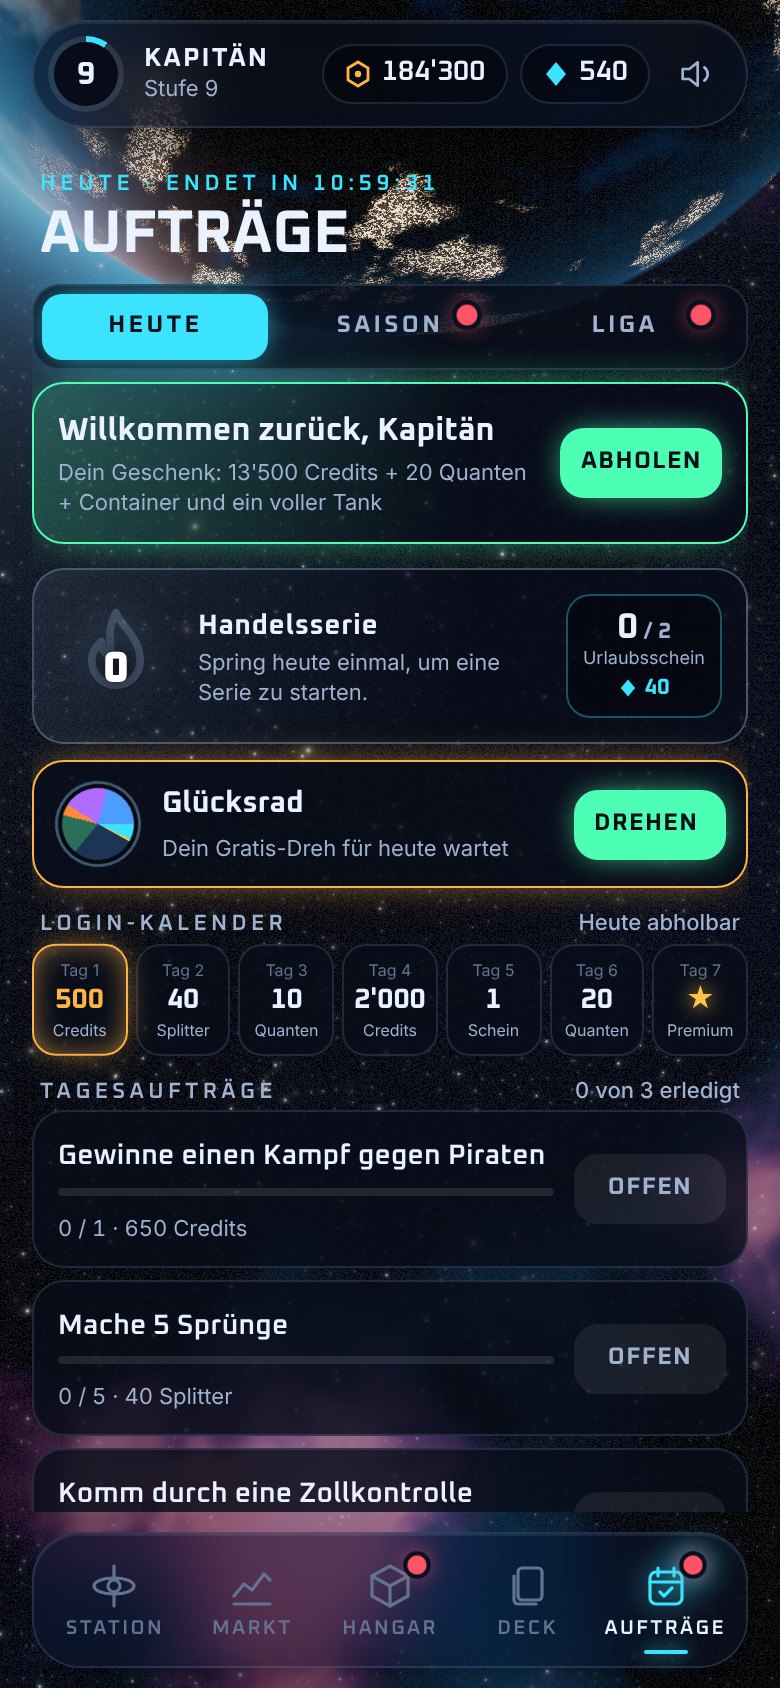 9
KAPITÄN
Stufe 9
184'300
540
HEUTE · ENDET IN 10:59:31
AUFTRÄGE
HEUTE
SAISON
LIGA
Willkommen zurück, Kapitän
Dein Geschenk: 13'500 Credits + 20 Quanten
+ Container und ein voller Tank
ABHOLEN
0
Handelsserie
Spring heute einmal, um eine
Serie zu starten.
0 / 2
Urlaubsschein
40
Glücksrad
Dein Gratis-Dreh für heute wartet
DREHEN
LOGIN-KALENDER
Heute abholbar
Tag 1
500
Credits
Tag 2
40
Splitter
Tag 3
10
Quanten
Tag 4
2'000
Credits
Tag 5
1
Schein
Tag 6
20
Quanten
Tag 7
★
Premium
TAGESAUFTRÄGE
0 von 3 erledigt
Gewinne einen Kampf gegen Piraten
0 / 1 · 650 Credits
OFFEN
Mache 5 Sprünge
0 / 5 · 40 Splitter
OFFEN
Komm durch eine Zollkontrolle
STATION
MARKT
HANGAR
DECK
AUFTRÄGE